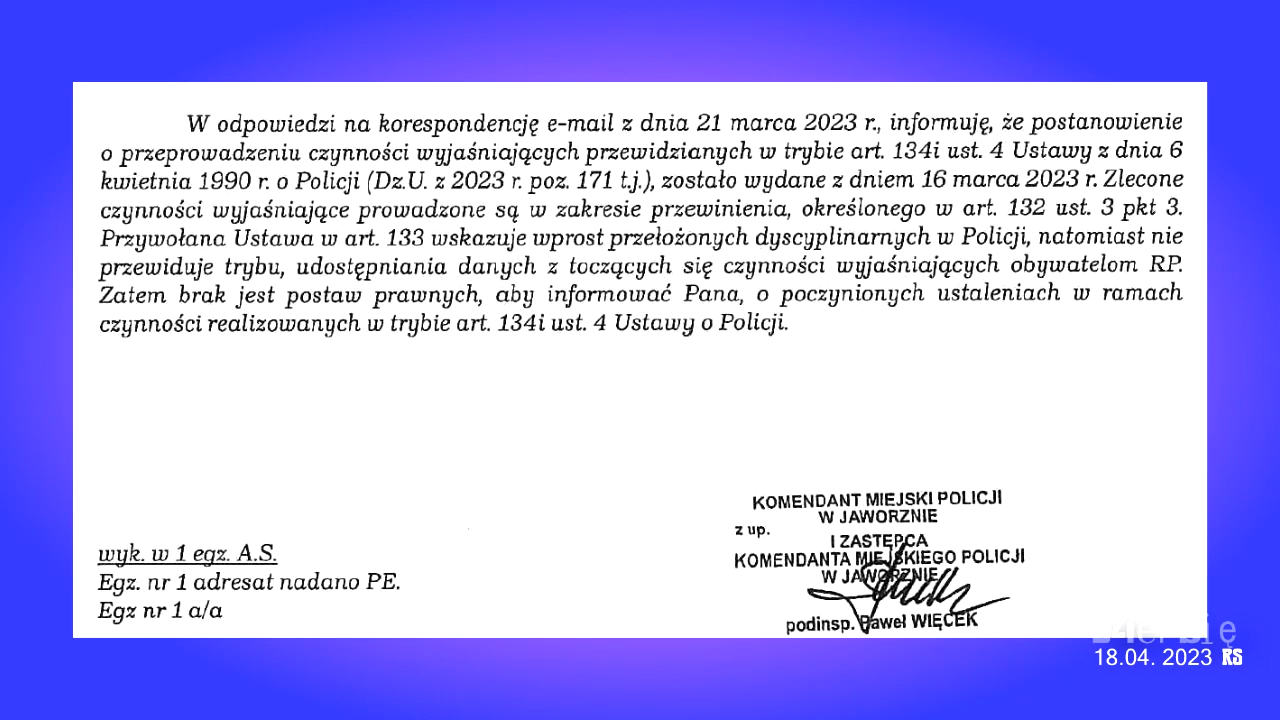 W odpowiedzi na korespondencję e-mail z dnia 21 marca 2023 r., informuję, że postanowienie
o przeprowadzeniu czynności wyjaśniających przewidzianych w trybie art. 134i ust. 4 Ustawy z dnia 6
kwietnia 1990 r. o Policji (Dz.U. z 2023 r. poz. 171 t.j.), zostało wydane z dniem 16 marca 2023 r. Zlecone
czynności wyjaśniające prowadzone są w zakresie przewinienia, określonego w art. 132 ust. 3 pkt 3.
Przywołana Ustawa w art. 133 wskazuje wprost przełożonych dyscyplinarnych w Policji, natomiast nie
przewiduje trybu, udostępniania danych z toczących się czynności wyjaśniających obywatelom RP.
Zatem brak jest postaw prawnych, aby informować Pana, o poczynionych ustaleniach w ramach
czynności realizowanych w trybie art. 134i ust. 4 Ustawy o Policji.
KOMENDANT MIEJSKI POLICJI
W JAWORZNIE
z up.
I ZASTĘPCA
KOMENDANTA MIEJSKIEGO POLICJI
W JAWORZNIE
podinsp. Paweł WIĘCEK
wyk. w 1 egz. A.S.
Egz. nr 1 adresat nadano PE.
Egz nr 1 a/a
18.04. 2023 RS